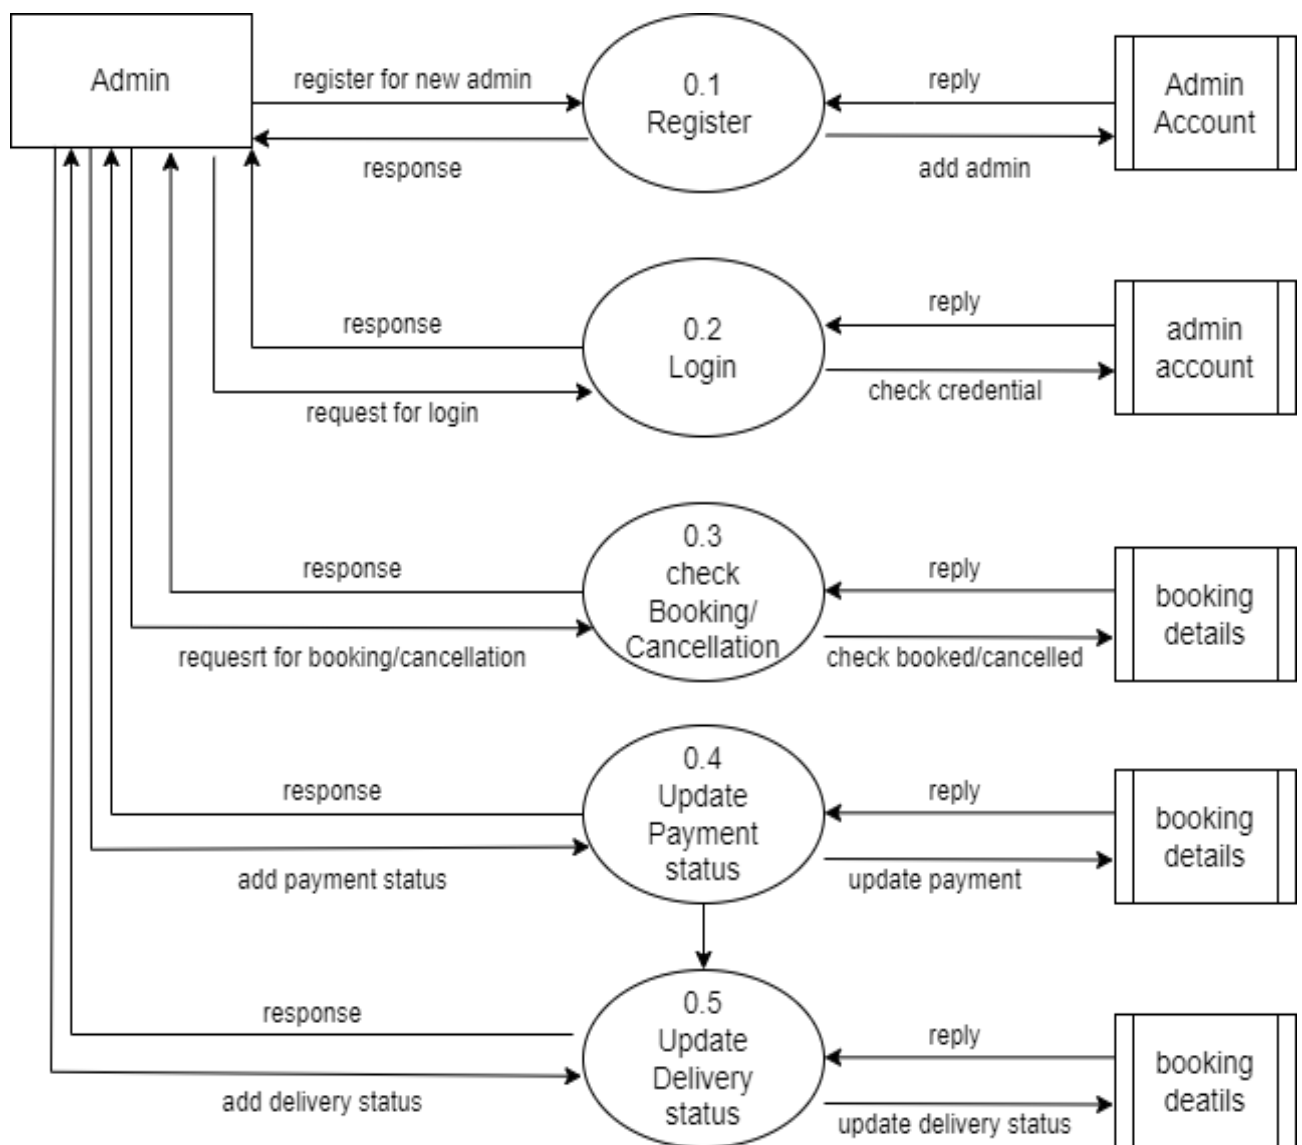 Admin
register for new admin
response
0.1
Register
reply
add admin
Admin
Account
response
request for login
0.2
Login
reply
check credential
admin
account
response
requesrt for booking/cancellation
0.3
check
Booking/
Cancellation
reply
check booked/cancelled
booking
details
response
add payment status
0.4
Update
Payment
status
reply
update payment
booking
details
response
add delivery status
0.5
Update
Delivery
status
reply
update delivery status
booking
deatils